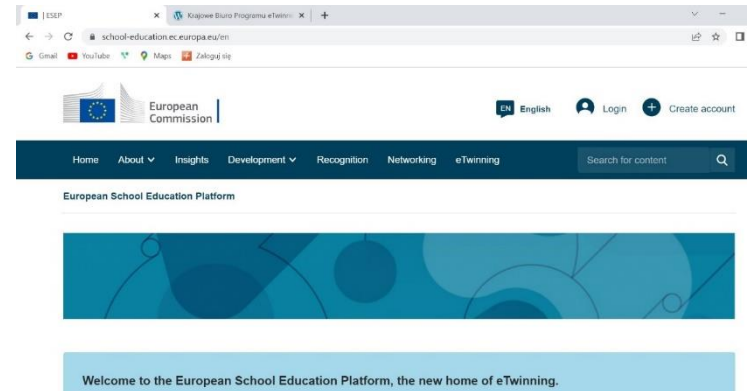 | ESEP
Krajowe Biuro Programu eTwinni
school-education.ec.europa.eu/en
G Gmail YouTube Maps Zaloguj się
European
Commission
EN English Login Create account
Home About Insights Development Recognition Networking eTwinning Search for content
European School Education Platform
Welcome to the European School Education Platform, the new home of eTwinning.